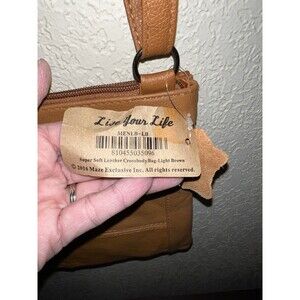 Live Your Life
MENLB-LB
810455035096
Super Soft Leather Crossbody Bag-Light Brown
© 2016 Maze Exclusive Inc. All rights reserved.